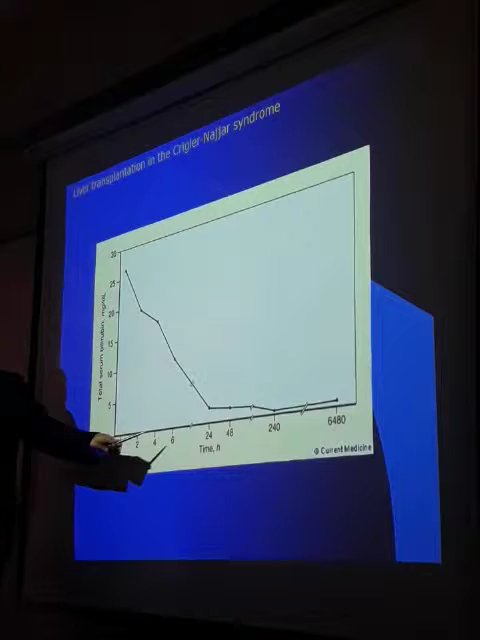 Liver transplantation in the Crigler-Najjar syndrome
Total serum bilirubin, mg/dL
30
25
20
15
10
5
2 4 6 24 48 240 6480
Time, h
© Current Medicine